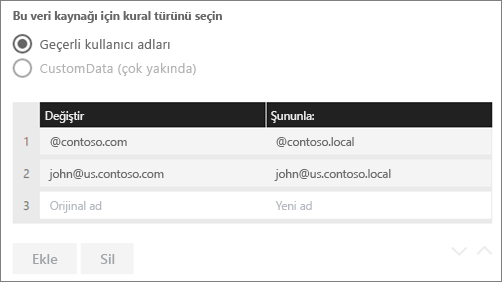 Bu veri kaynağı için kural türünü seçin
Geçerli kullanıcı adları
CustomData (çok yakında)
Değiştir Şununla:
1 @contoso.com @contoso.local
2 john@us.contoso.com john@us.contoso.local
3 Orijinal ad Yeni ad
Ekle Sil